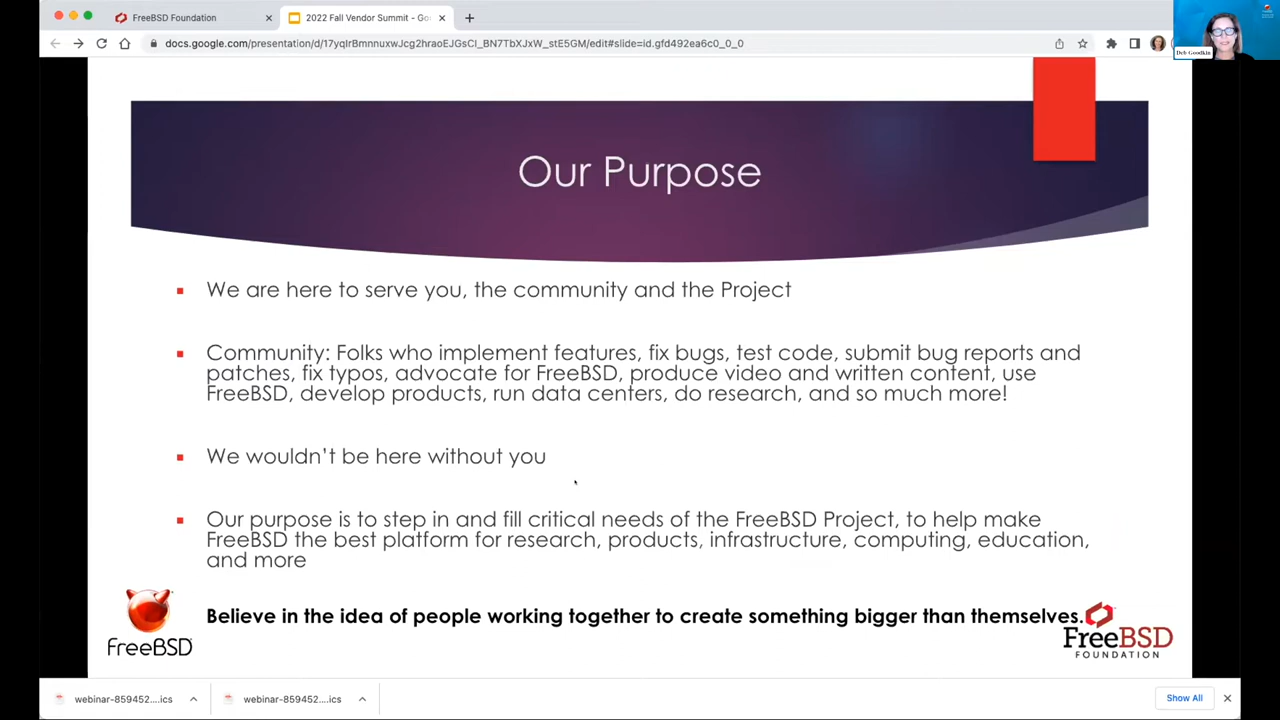 FreeBSD Foundation
2022 Fall Vendor Summit - Go
docs.google.com/presentation/d/17yqIrBmnnuxwJcg2hraoEJGsCI_BN7TbXJxW_stE5GM/edit#slide=id.gfd492ea6c0_0_0
Deb Goodkin
Our Purpose
We are here to serve you, the community and the Project
Community: Folks who implement features, fix bugs, test code, submit bug reports and
patches, fix typos, advocate for FreeBSD, produce video and written content, use
FreeBSD, develop products, run data centers, do research, and so much more!
We wouldn't be here without you
Our purpose is to step in and fill critical needs of the FreeBSD Project, to help make
FreeBSD the best platform for research, products, infrastructure, computing, education,
and more
Believe in the idea of people working together to create something bigger than themselves.
FreeBSD
FreeBSD
FOUNDATION
webinar-859452....ics
webinar-859452....ics
Show All